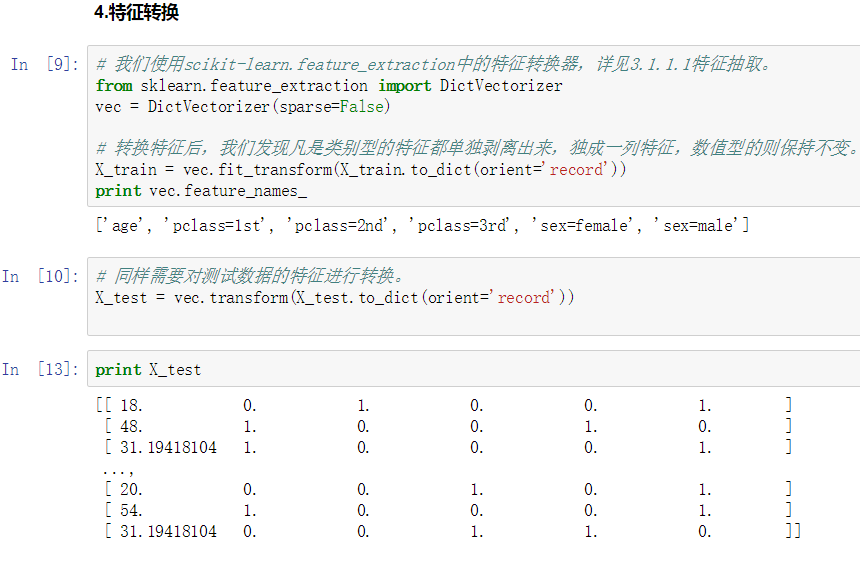 4.特征转换
In [9]: # 我们使用scikit-learn.feature_extraction中的特征转换器，详见3.1.1.1特征抽取。
from sklearn.feature_extraction import DictVectorizer
vec = DictVectorizer(sparse=False)
# 转换特征后，我们发现凡是类别型的特征都单独剥离出来，独成一列特征，数值型的则保持不变。
X_train = vec.fit_transform(X_train.to_dict(orient='record'))
print vec.feature_names_
['age', 'pclass=1st', 'pclass=2nd', 'pclass=3rd', 'sex=female', 'sex=male']
In [10]: # 同样需要对测试数据的特征进行转换。
X_test = vec.transform(X_test.to_dict(orient='record'))
In [13]: print X_test
[[ 18. 0. 1. 0. 0. 1. ]
[ 48. 1. 0. 0. 1. 0. ]
[ 31.19418104 1. 0. 0. 0. 1. ]
...,
[ 20. 0. 0. 1. 0. 1. ]
[ 54. 1. 0. 0. 0. 1. ]
[ 31.19418104 0. 0. 1. 1. 0. ]]